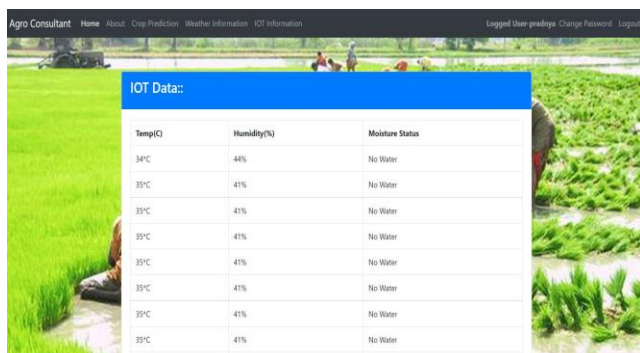 Agro Consultant Home About Crop Prediction Weather Information IOT Information Logged User-pradnya Change Password Logout
IOT Data::
Temp(C) Humidity(%) Moisture Status
34°C 44% No Water
35°C 41% No Water
35°C 41% No Water
35°C 41% No Water
35°C 41% No Water
35°C 41% No Water
35°C 41% No Water
35°C 41% No Water